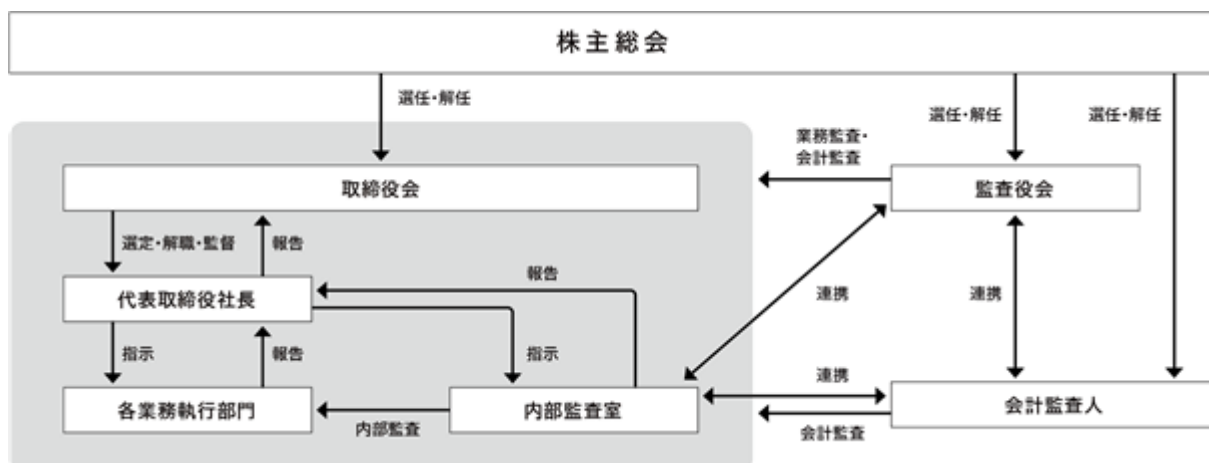 株主総会
選任・解任
選任・解任
選任・解任
業務監査・
会計監査
取締役会
監査役会
選定・解職・監督
報告
報告
代表取締役社長
連携
連携
指示
報告
指示
連携
各業務執行部門
内部監査室
会計監査人
内部監査
会計監査